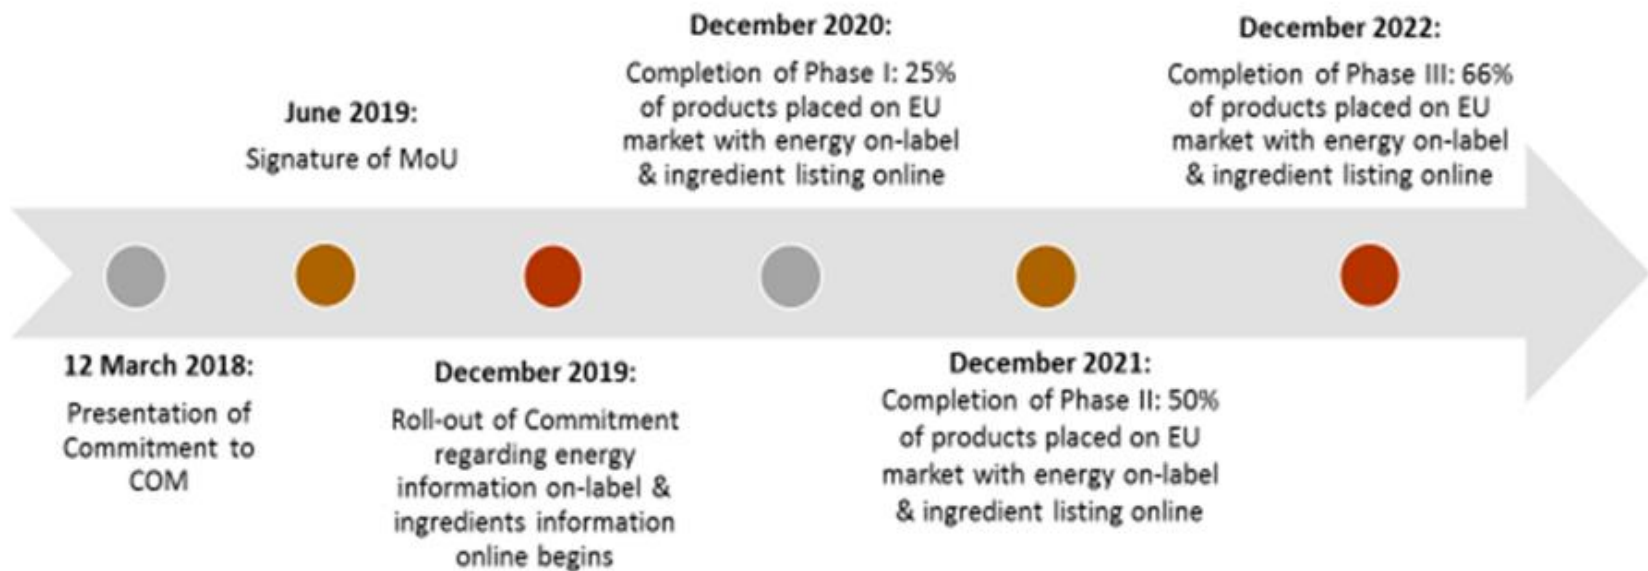 12 March 2018:
Presentation of
Commitment to
COM
June 2019:
Signature of MoU
December 2019:
Roll-out of Commitment
regarding energy
information on-label &
ingredients information
online begins
December 2020:
Completion of Phase I: 25%
of products placed on EU
market with energy on-label
& ingredient listing online
December 2021:
Completion of Phase II: 50%
of products placed on EU
market with energy on-label
& ingredient listing online
December 2022:
Completion of Phase III: 66%
of products placed on EU
market with energy on-label
& ingredient listing online